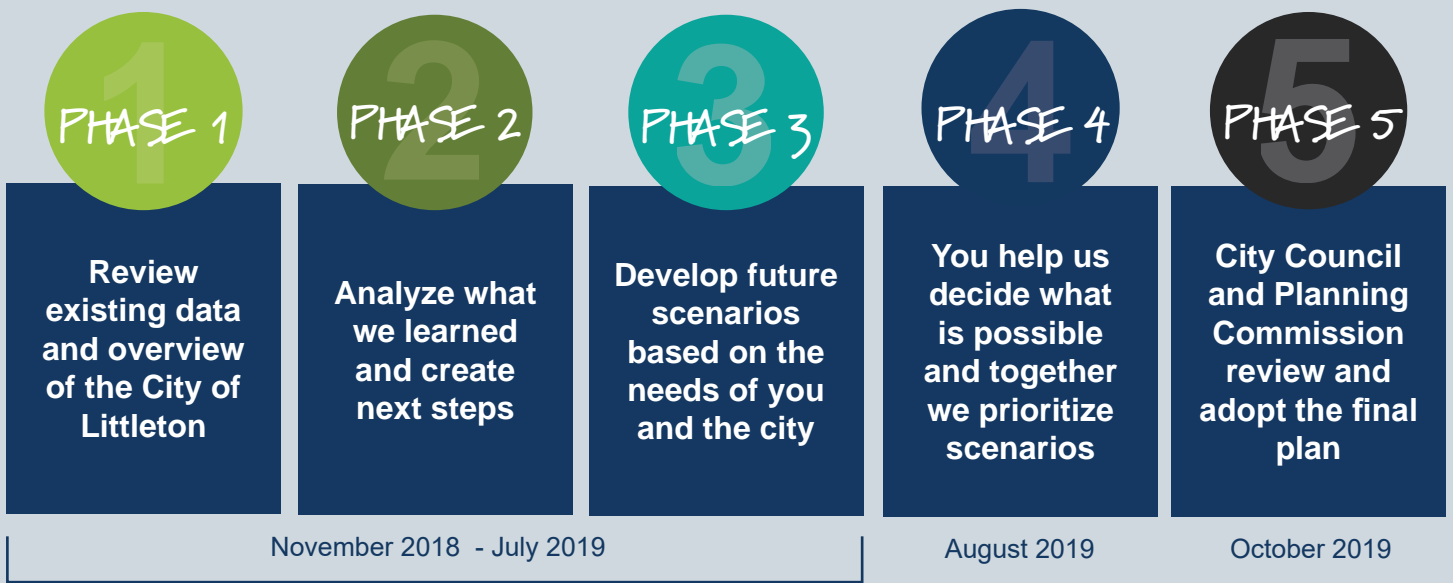 1
PHASE 1
Review
existing data
and overview
of the City of
Littleton
2
PHASE 2
Analyze what
we learned
and create
next steps
3
PHASE 3
Develop future
scenarios
based on the
needs of you
and the city
4
PHASE 4
You help us
decide what
is possible
and together
we prioritize
scenarios
5
PHASE 5
City Council
and Planning
Commission
review and
adopt the final
plan
November 2018 - July 2019
August 2019
October 2019